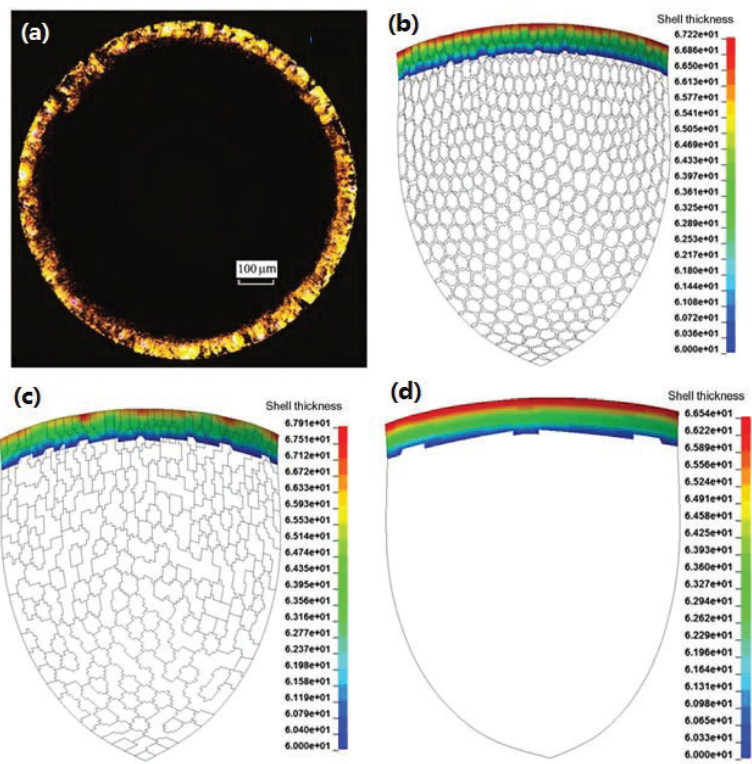 (a)
100 μm
(b)
Shell thickness
6.722e+01
6.686e+01
6.650e+01
6.613e+01
6.577e+01
6.541e+01
6.505e+01
6.469e+01
6.433e+01
6.397e+01
6.361e+01
6.325e+01
6.289e+01
6.253e+01
6.217e+01
6.180e+01
6.144e+01
6.108e+01
6.072e+01
6.036e+01
6.000e+01
(c)
Shell thickness
6.791e+01
6.751e+01
6.712e+01
6.672e+01
6.633e+01
6.593e+01
6.553e+01
6.514e+01
6.474e+01
6.435e+01
6.395e+01
6.356e+01
6.316e+01
6.277e+01
6.237e+01
6.198e+01
6.158e+01
6.119e+01
6.079e+01
6.040e+01
6.000e+01
(d)
Shell thickness
6.654e+01
6.622e+01
6.589e+01
6.556e+01
6.524e+01
6.491e+01
6.458e+01
6.425e+01
6.393e+01
6.360e+01
6.327e+01
6.294e+01
6.262e+01
6.229e+01
6.196e+01
6.164e+01
6.131e+01
6.098e+01
6.065e+01
6.033e+01
6.000e+01